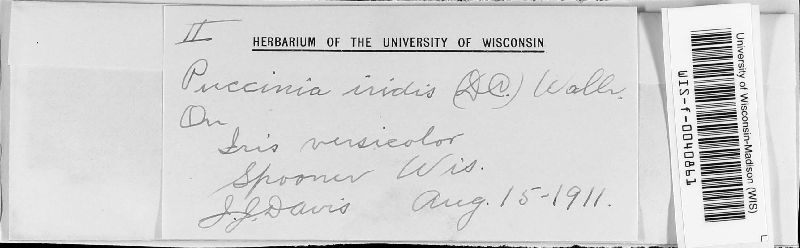 II
HERBARIUM OF THE UNIVERSITY OF WISCONSIN
Puccinia iridis (DC.) Wallr.
On
Iris versicolor
Spooner Wis.
J.J. Davis Aug. 15-1911.
University of Wisconsin-Madison (WIS)
WIS-f-0040861